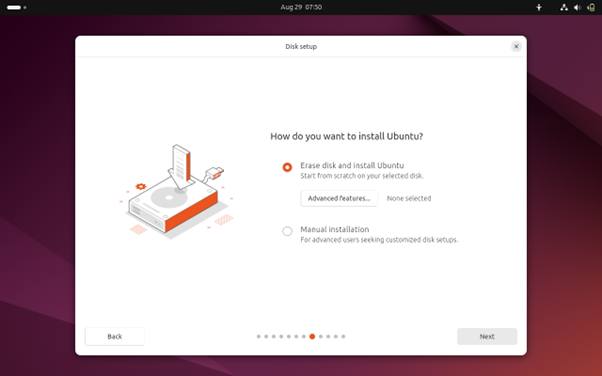 Aug 29 07:50
Disk setup
How do you want to install Ubuntu?
Erase disk and install Ubuntu
Start from scratch on your selected disk.
Advanced features... None selected
Manual installation
For advanced users seeking customized disk setups.
Back Next